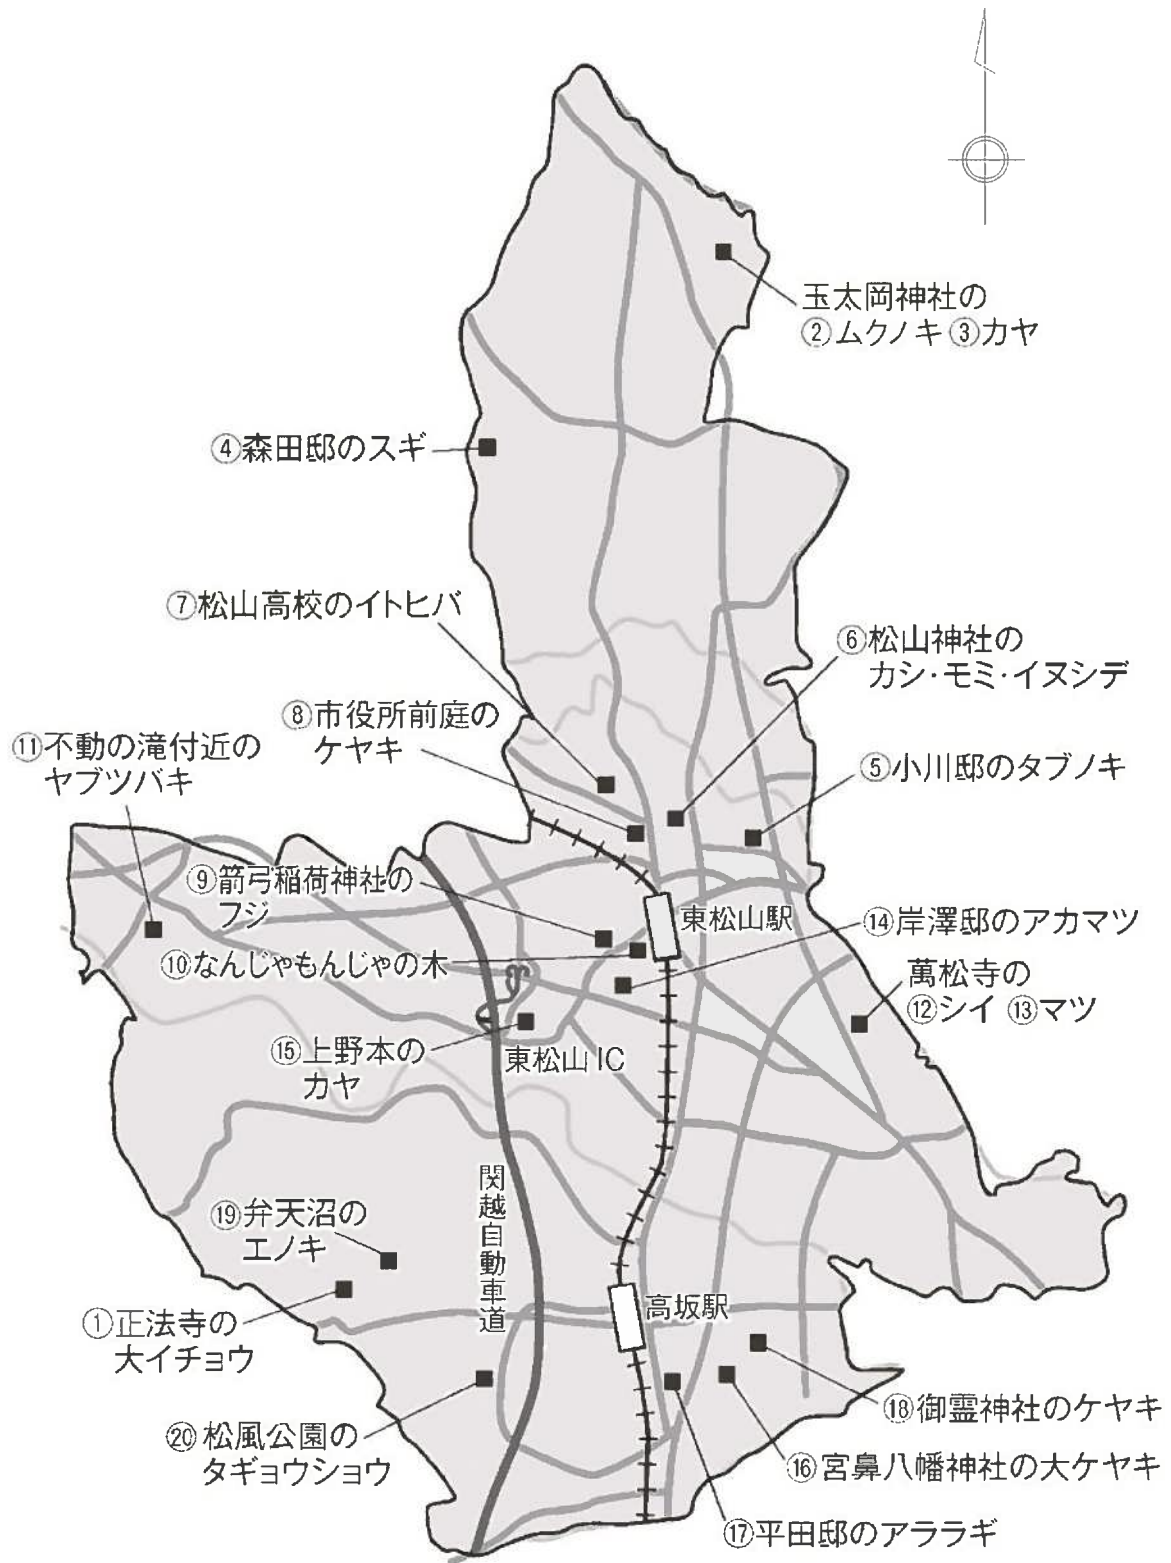 玉太岡神社の
②ムクノキ ③カヤ
④森田邸のスギ
⑦松山高校のイトヒバ
⑥松山神社の
カシ・モミ・イヌシデ
⑧市役所前庭の
ケヤキ
⑪不動の滝付近の
ヤブツバキ
⑤小川邸のタブノキ
⑨箭弓稲荷神社の
フジ
東松山駅
⑭岸澤邸のアカマツ
⑩なんじゃもんじゃの木
萬松寺の
⑫シイ ⑬マツ
⑮上野本の
カヤ
東松山IC
関越自動車道
⑲弁天沼の
エノキ
①正法寺の
大イチョウ
高坂駅
⑱御霊神社のケヤキ
⑳松風公園の
タギョウショウ
⑯宮鼻八幡神社の大ケヤキ
⑰平田邸のアララギ